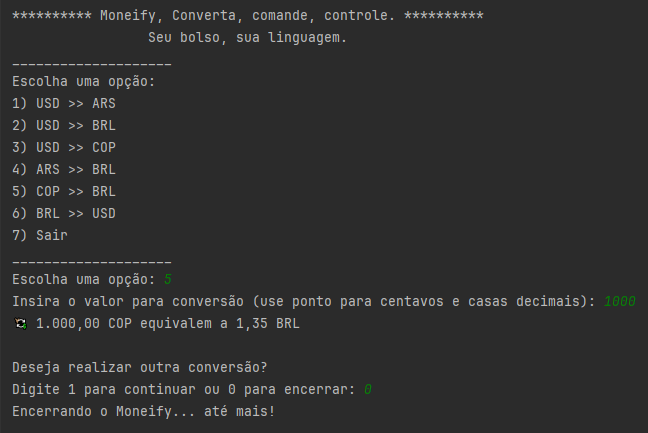 ********** Moneify, Converta, comande, controle. **********
Seu bolso, sua linguagem.
____________________
Escolha uma opção:
1) USD >> ARS
2) USD >> BRL
3) USD >> COP
4) ARS >> BRL
5) COP >> BRL
6) BRL >> USD
7) Sair
____________________
Escolha uma opção: 5
Insira o valor para conversão (use ponto para centavos e casas decimais): 1000
1.000,00 COP equivalem a 1,35 BRL
Deseja realizar outra conversão?
Digite 1 para continuar ou 0 para encerrar: 0
Encerrando o Moneify... até mais!